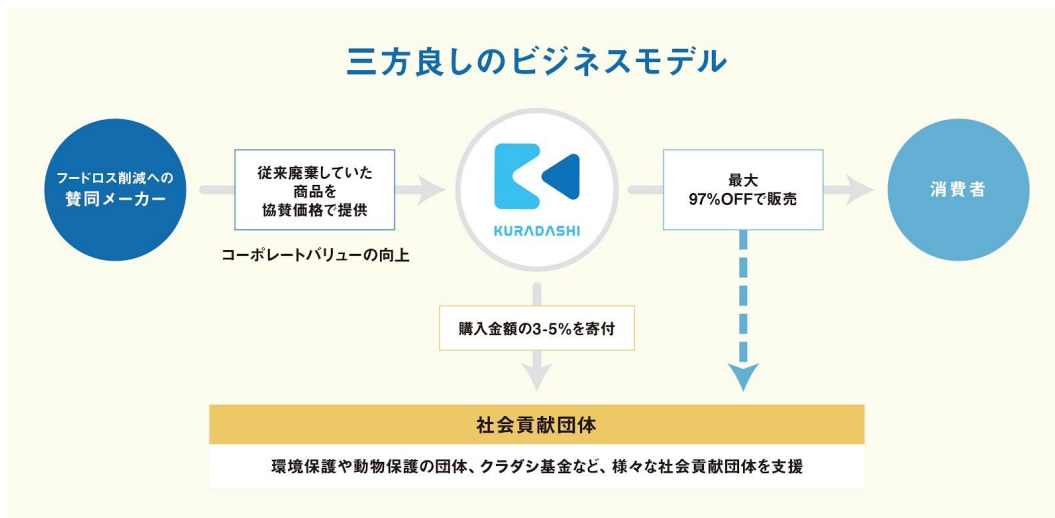 三方良しのビジネスモデル
フードロス削減への
賛同メーカー
従来廃棄していた
商品を
協賛価格で提供
コーポレートバリューの向上
KURADASHI
最大
97%OFFで販売
消費者
購入金額の3-5%を寄付
社会貢献団体
環境保護や動物保護の団体、クラダシ基金など、様々な社会貢献団体を支援